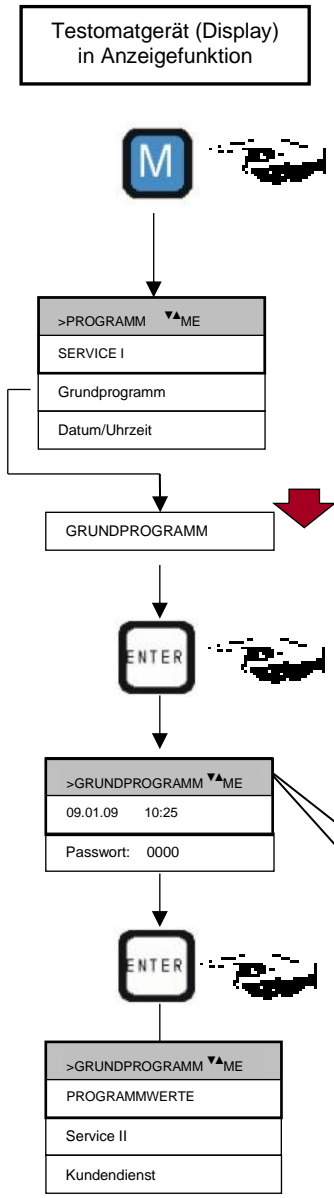 Testomatgerät (Display)
in Anzeigefunktion
M
>PROGRAMM ▼▲ME
SERVICE I
Grundprogramm
Datum/Uhrzeit
GRUNDPROGRAMM
ENTER
>GRUNDPROGRAMM ▼▲ME
09.01.09 10:25
Passwort: 0000
ENTER
>GRUNDPROGRAMM ▼▲ME
PROGRAMMWERTE
Service II
Kundendienst